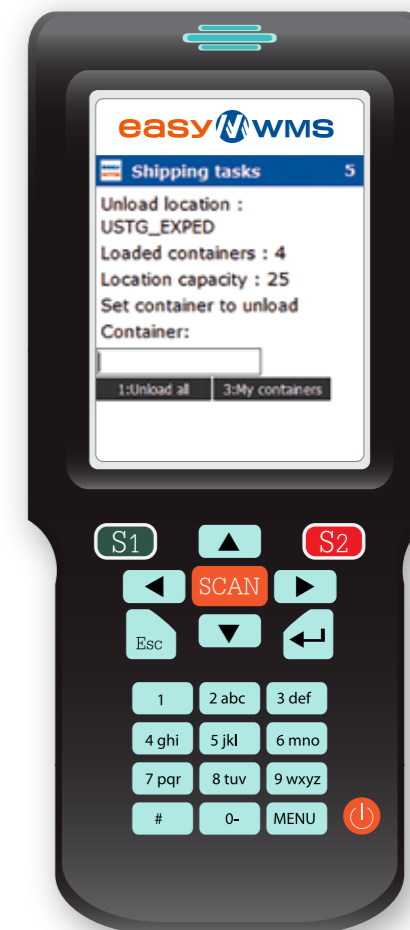 easy WMS
Shipping tasks 5
Unload location :
USTG_EXPED
Loaded containers : 4
Location capacity : 25
Set container to unload
Container:
1:Unload all 3:My containers
S1 S2
SCAN
Esc
1 2 abc 3 def
4 ghi 5 jkl 6 mno
7 pqr 8 tuv 9 wxyz
# 0- MENU